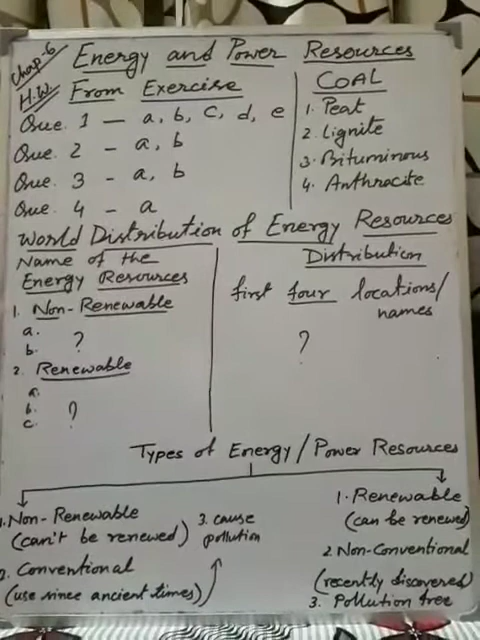 Chap. 6
Energy and Power Resources
H.W
From Exercise
Que. 1 — a, b, c, d, e
Que. 2 - a, b
Que. 3 - a, b
Que. 4 - a
COAL
1. Peat
2. Lignite
3. Bituminous
4. Anthracite
World Distribution of Energy Resources
Name of the
Energy Resources
1. Non-Renewable
a.
b. ?
2. Renewable
a.
b. ?
c.
Distribution
first four locations/
names
?
Types of Energy/Power Resources
1. Non-Renewable
(can't be renewed)
2. Conventional
(use since ancient times)
3. cause
pollution
1. Renewable
(can be renewed)
2. Non-Conventional
(recently discovered)
3. Pollution free